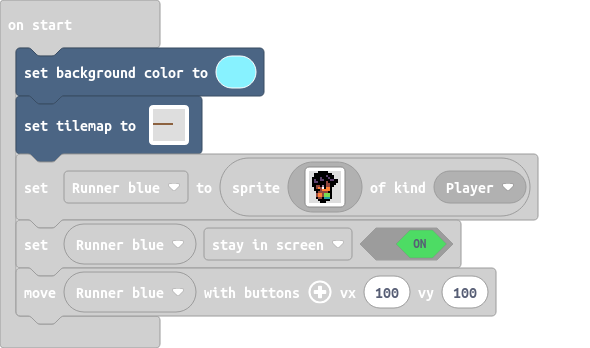 on start
set background color to
set tilemap to
set Runner blue to sprite of kind Player
set Runner blue stay in screen ON
move Runner blue with buttons + vx 100 vy 100